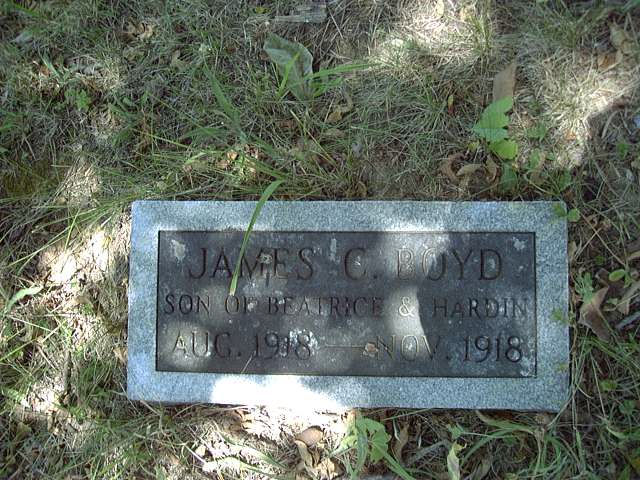 JAMES C. BOYD
SON OF BEATRICE & HARDIN
AUG. 1918 — NOV. 1918